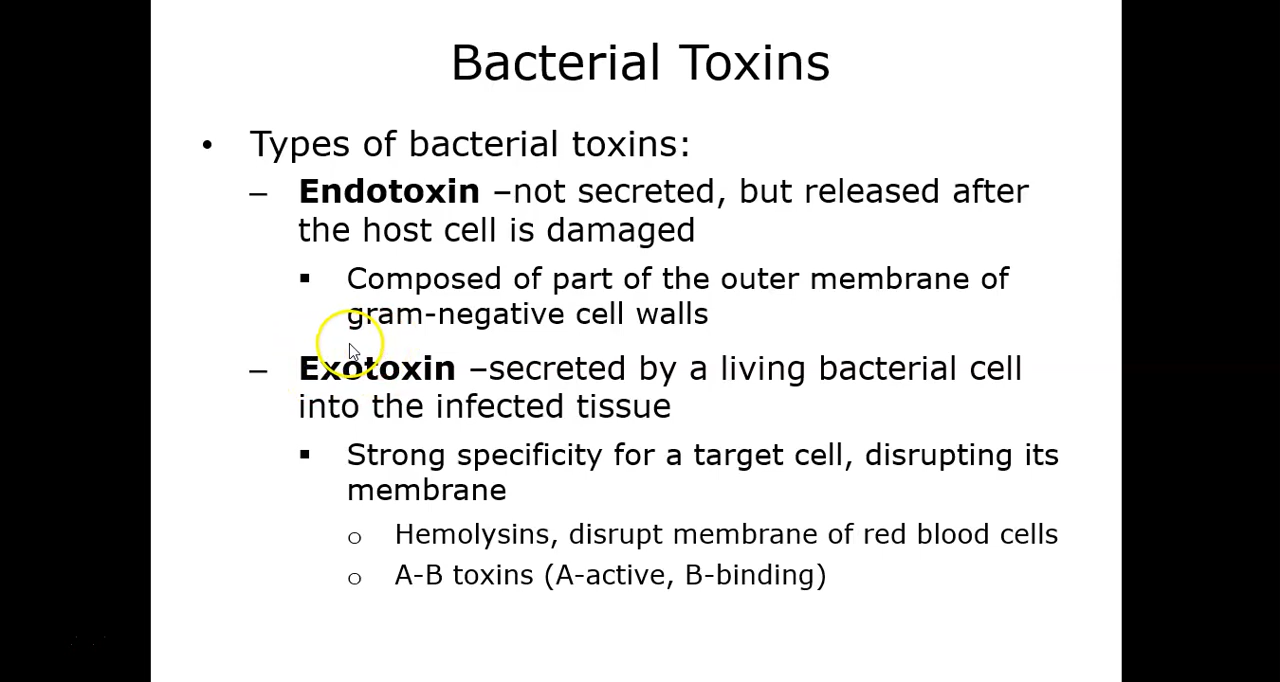 Bacterial Toxins
• Types of bacterial toxins:
– Endotoxin –not secreted, but released after
the host cell is damaged
▪ Composed of part of the outer membrane of
gram-negative cell walls
– Exotoxin –secreted by a living bacterial cell
into the infected tissue
▪ Strong specificity for a target cell, disrupting its
membrane
o Hemolysins, disrupt membrane of red blood cells
o A-B toxins (A-active, B-binding)